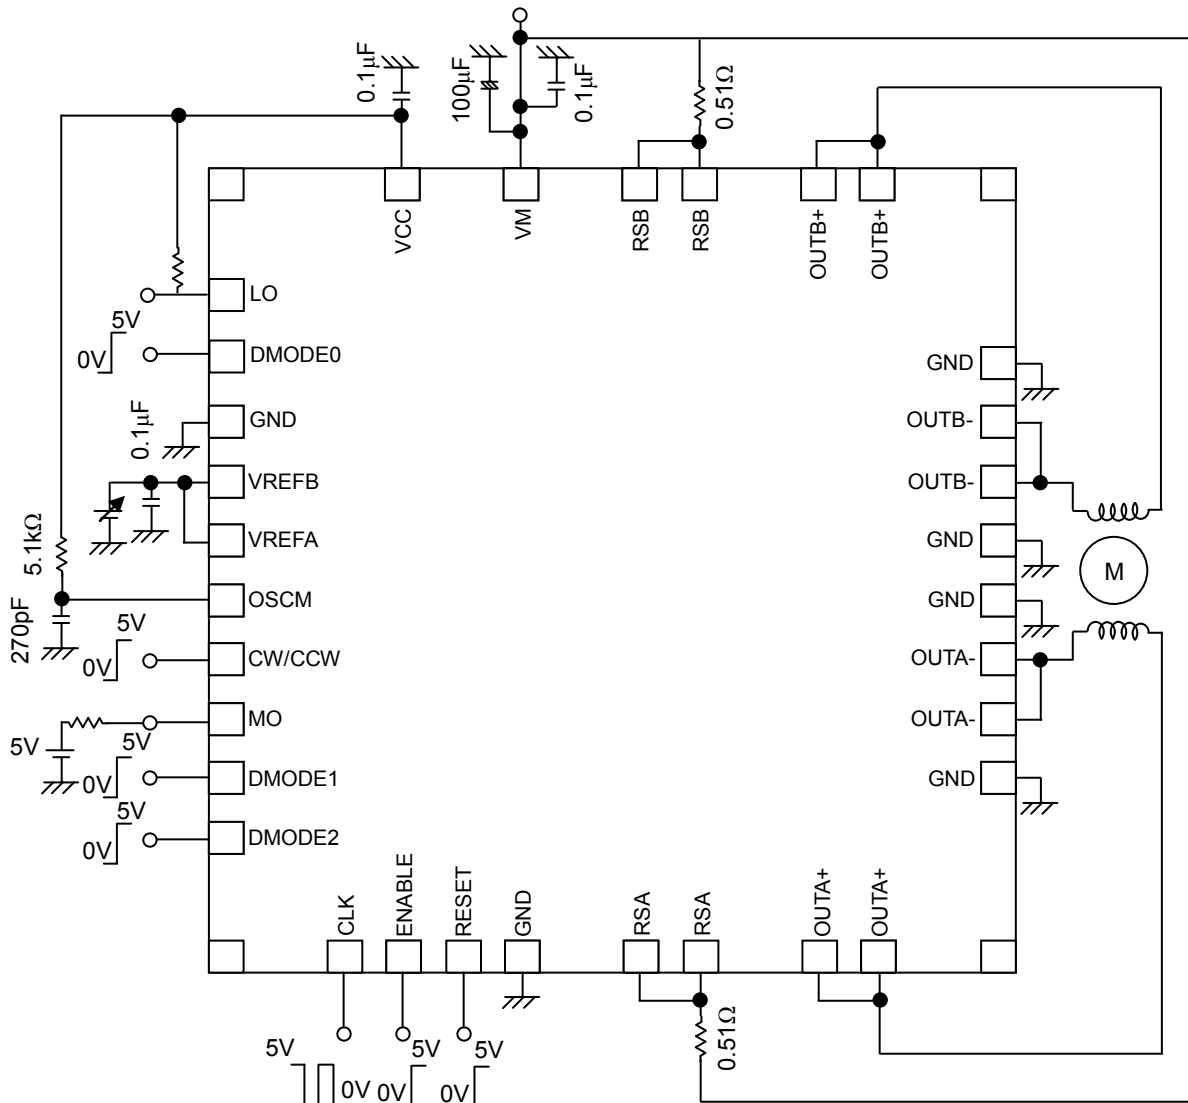 0.1μF
100μF
0.1μF
0.51Ω
VCC
VM
RSB
RSB
OUTB+
OUTB+
LO
5V
0V
DMODE0
GND
0.1μF
GND
OUTB-
VREFB
OUTB-
VREFA
GND
5.1kΩ
M
OSCM
GND
270pF
5V
0V
CW/CCW
OUTA-
MO
OUTA-
5V
5V
0V
DMODE1
GND
5V
0V
DMODE2
CLK
ENABLE
RESET
GND
RSA
RSA
OUTA+
OUTA+
0.51Ω
5V
0V
5V
0V
5V
0V